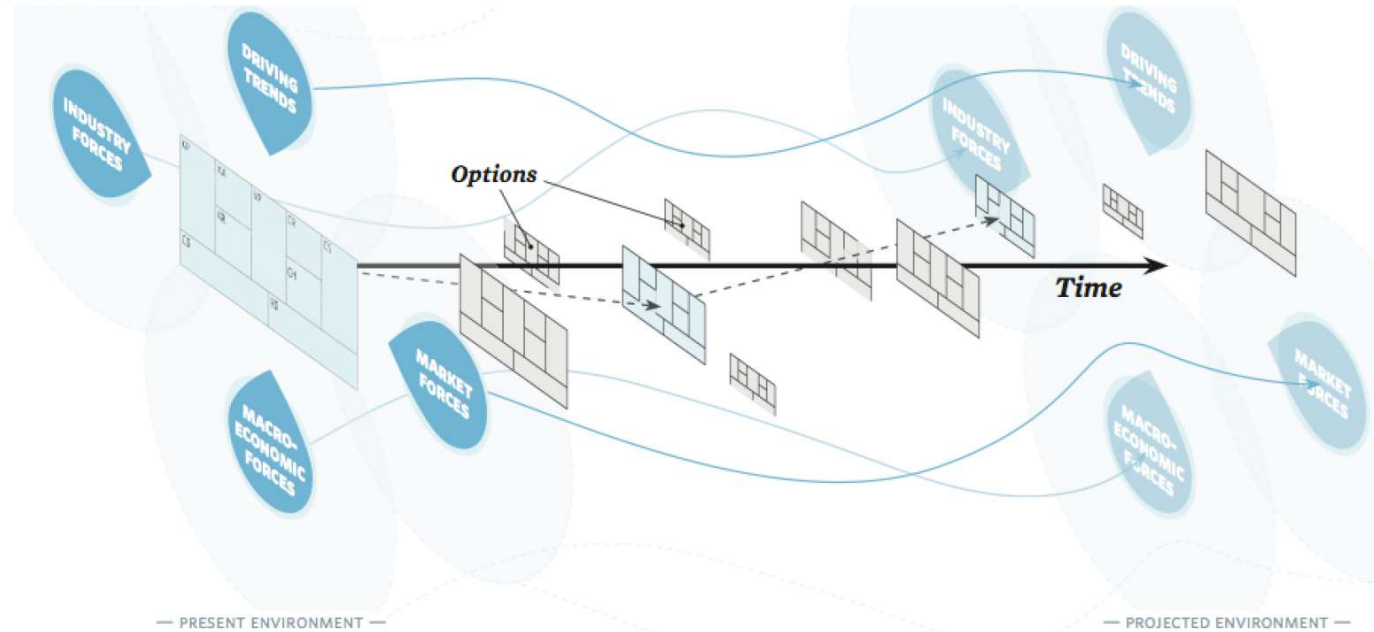 DRIVING
TRENDS
INDUSTRY
FORCES
KP
KA
VP
CR
CS
KR
CH
C$
R$
Options
Time
MARKET
FORCES
MACRO-
ECONOMIC
FORCES
DRIVING
TRENDS
INDUSTRY
FORCES
MARKET
FORCES
MACRO-
ECONOMIC
FORCES
— PRESENT ENVIRONMENT —
— PROJECTED ENVIRONMENT —